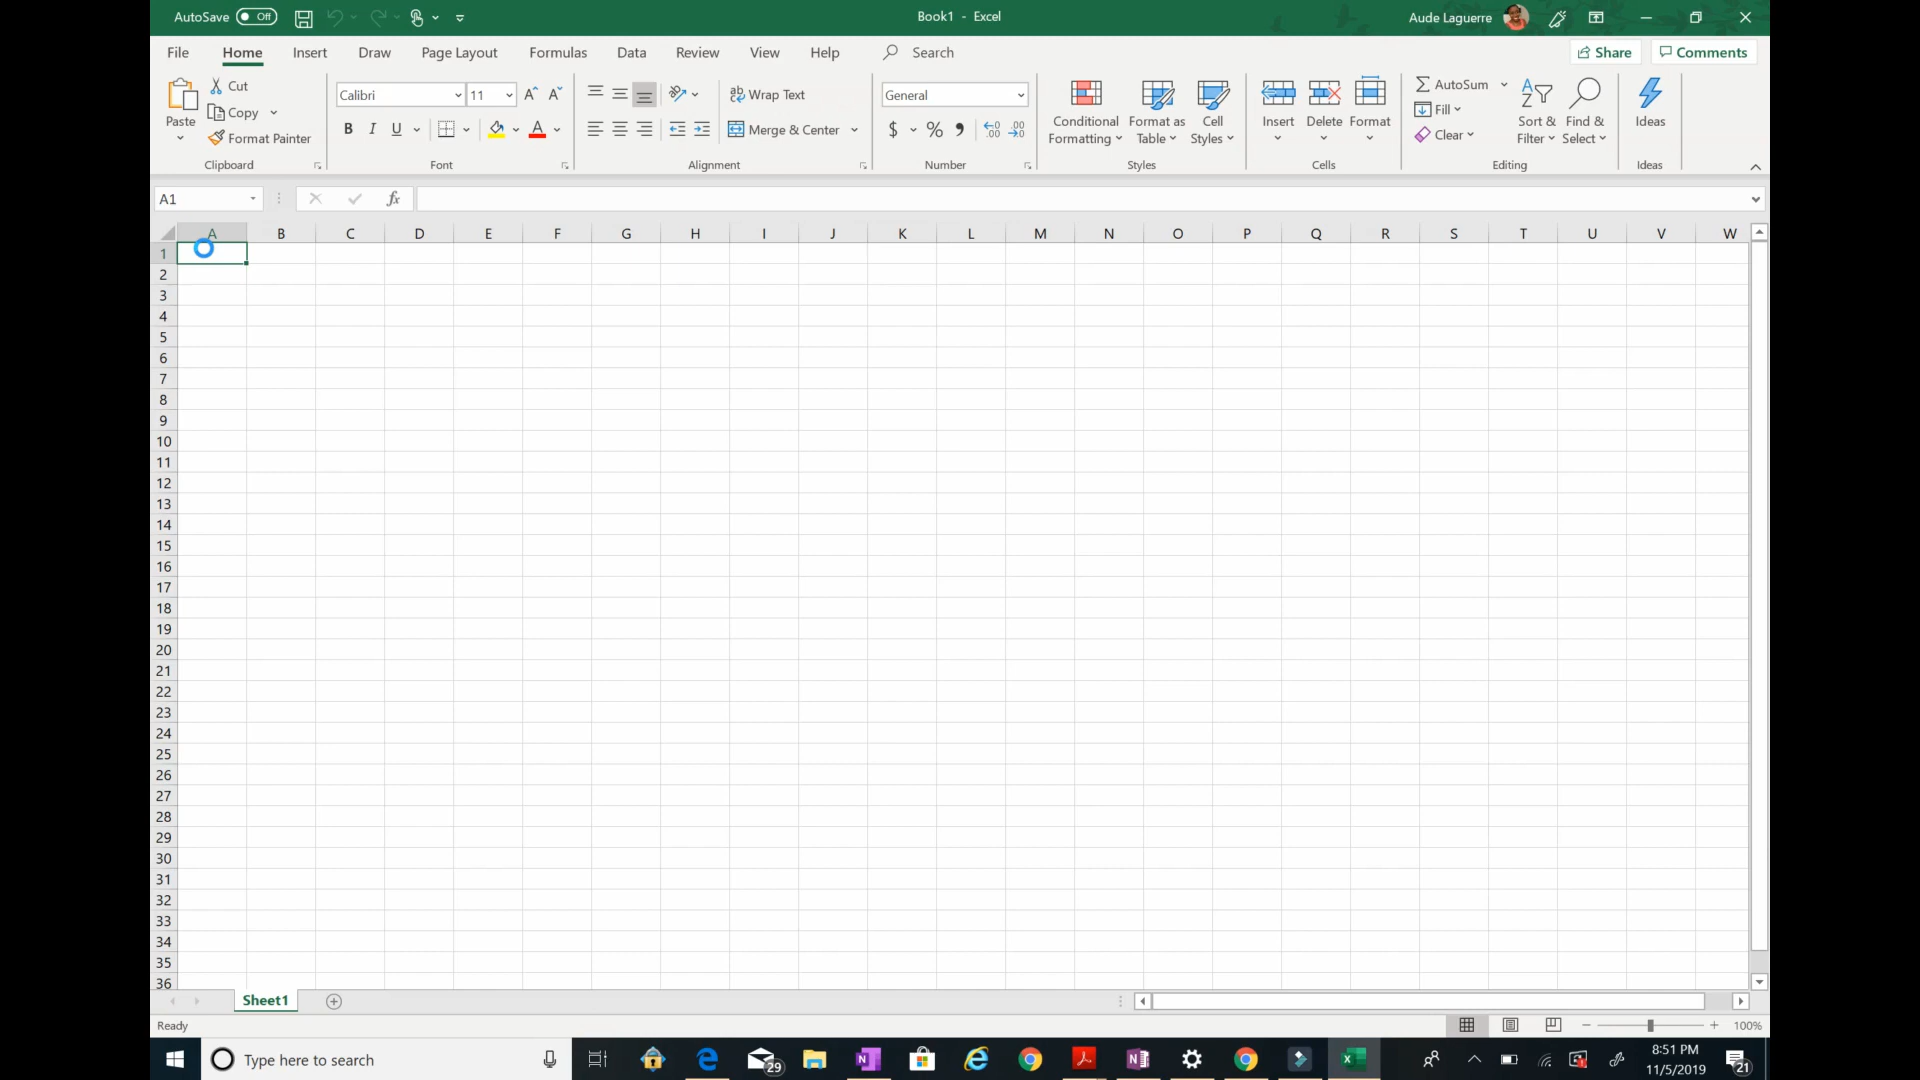 AutoSave Off Book1 - Excel Aude Laguerre
File Home Insert Draw Page Layout Formulas Data Review View Help Search Share Comments
Paste Cut Copy Format Painter
Clipboard
Calibri 11
B I U A
Font
Wrap Text
Merge & Center
Alignment
General
$ % ,
Number
Conditional Formatting Format as Table Cell Styles
Styles
Insert Delete Format
Cells
AutoSum
Fill
Clear
Sort & Filter Find & Select
Editing
Ideas
Ideas
A1 fx
A B C D E F G H I J K L M N O P Q R S T U V W
1
2
3
4
5
6
7
8
9
10
11
12
13
14
15
16
17
18
19
20
21
22
23
24
25
26
27
28
29
30
31
32
33
34
35
36
Sheet1
Ready 100%
Type here to search 29 8:51 PM
11/5/2019 21